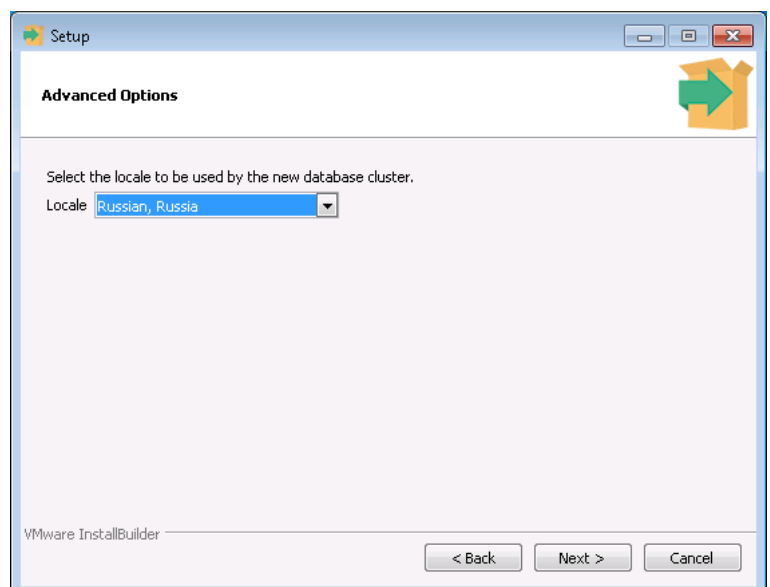 Setup
Advanced Options
Select the locale to be used by the new database cluster.
Locale Russian, Russia
VMware InstallBuilder
< Back Next > Cancel